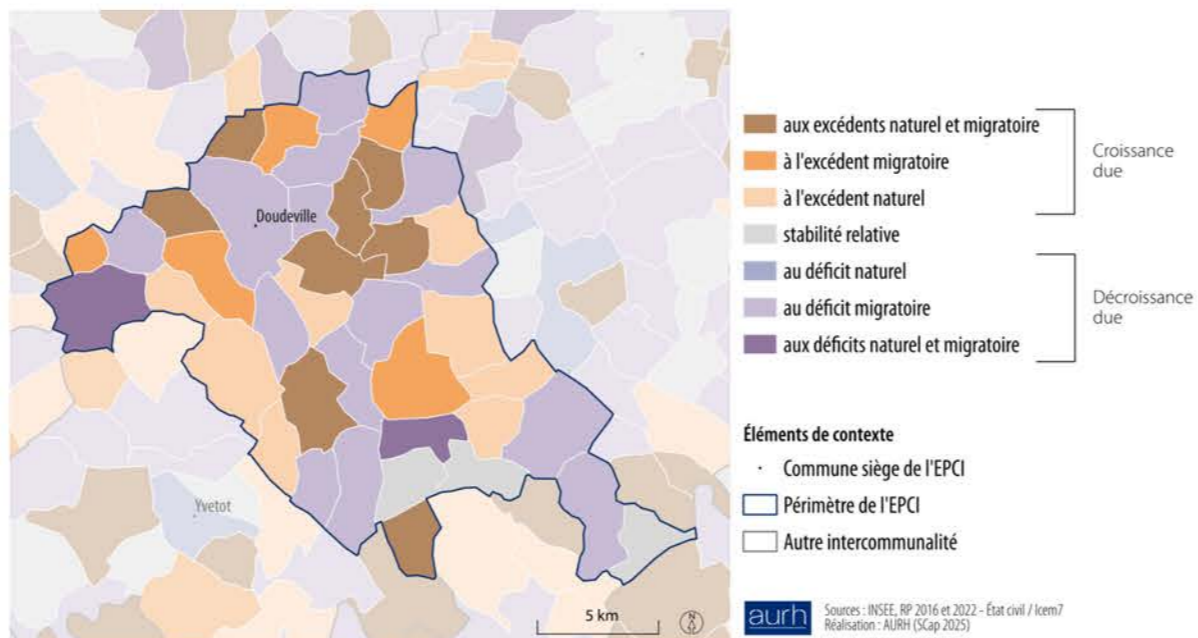 Doudeville
Yvetot
5 km
N
aux excédents naturel et migratoire
à l'excédent migratoire
à l'excédent naturel
Croissance
due
stabilité relative
au déficit naturel
au déficit migratoire
aux déficits naturel et migratoire
Décroissance
due
Éléments de contexte
Commune siège de l'EPCI
Périmètre de l'EPCI
Autre intercommunalité
aurh
Sources : INSEE, RP 2016 et 2022 - État civil / Icem7
Réalisation : AURH (SCap 2025)